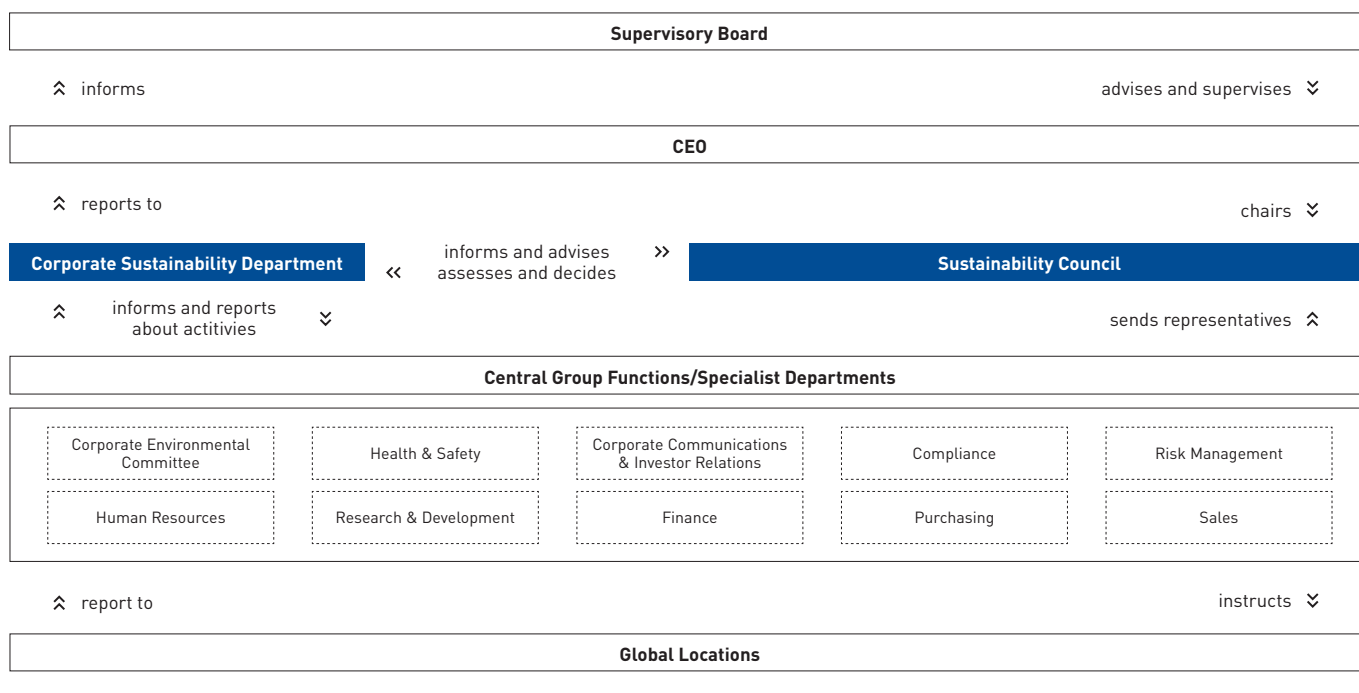 Supervisory Board
informs
advises and supervises
CEO
reports to
chairs
Corporate Sustainability Department
informs and advises
assesses and decides
Sustainability Council
informs and reports
about actitivies
sends representatives
Central Group Functions/Specialist Departments
Corporate Environmental
Committee
Health & Safety
Corporate Communications
& Investor Relations
Compliance
Risk Management
Human Resources
Research & Development
Finance
Purchasing
Sales
report to
instructs
Global Locations